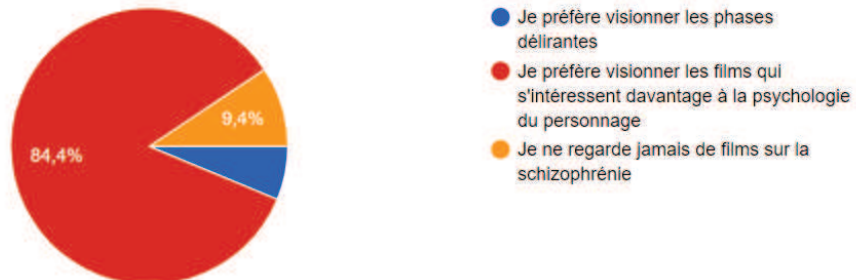 Je préfère visionner les phases
délirantes
Je préfère visionner les films qui
s'intéressent davantage à la psychologie
du personnage
Je ne regarde jamais de films sur la
schizophrénie
9,4%
84,4%